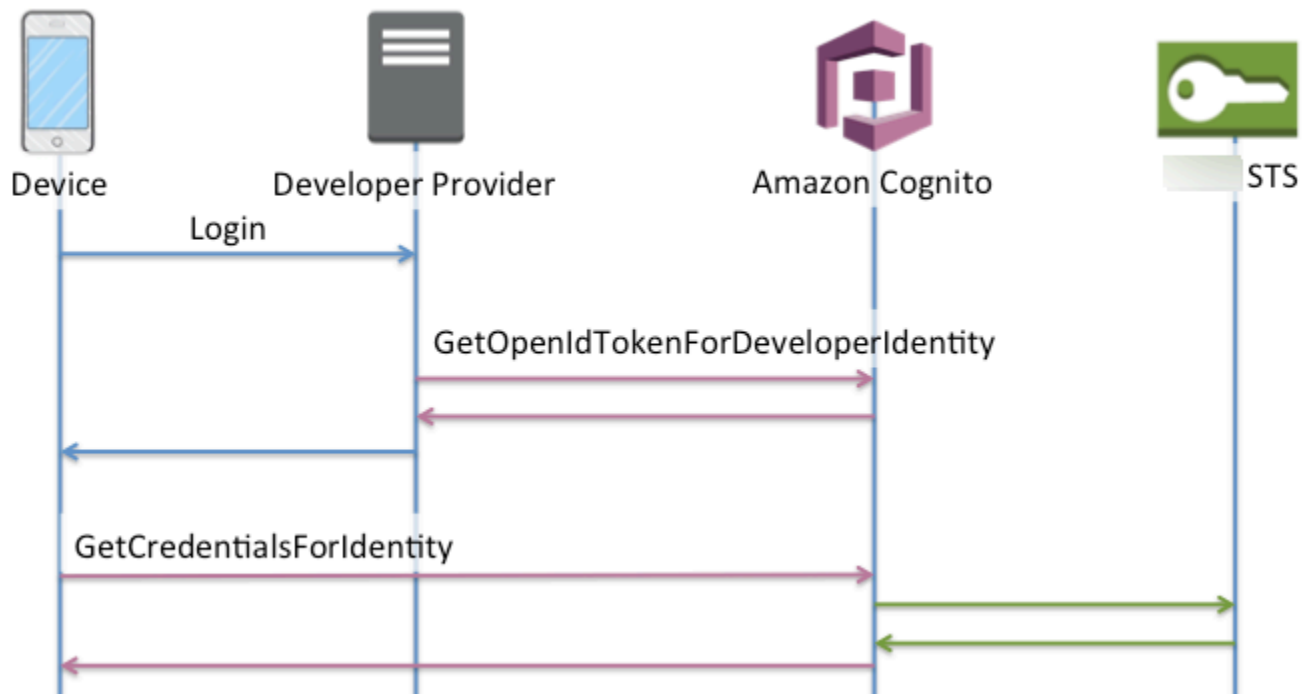 Device
Developer Provider
Amazon Cognito
STS
Login
GetOpenIdTokenForDeveloperIdentity
GetCredentialsForIdentity